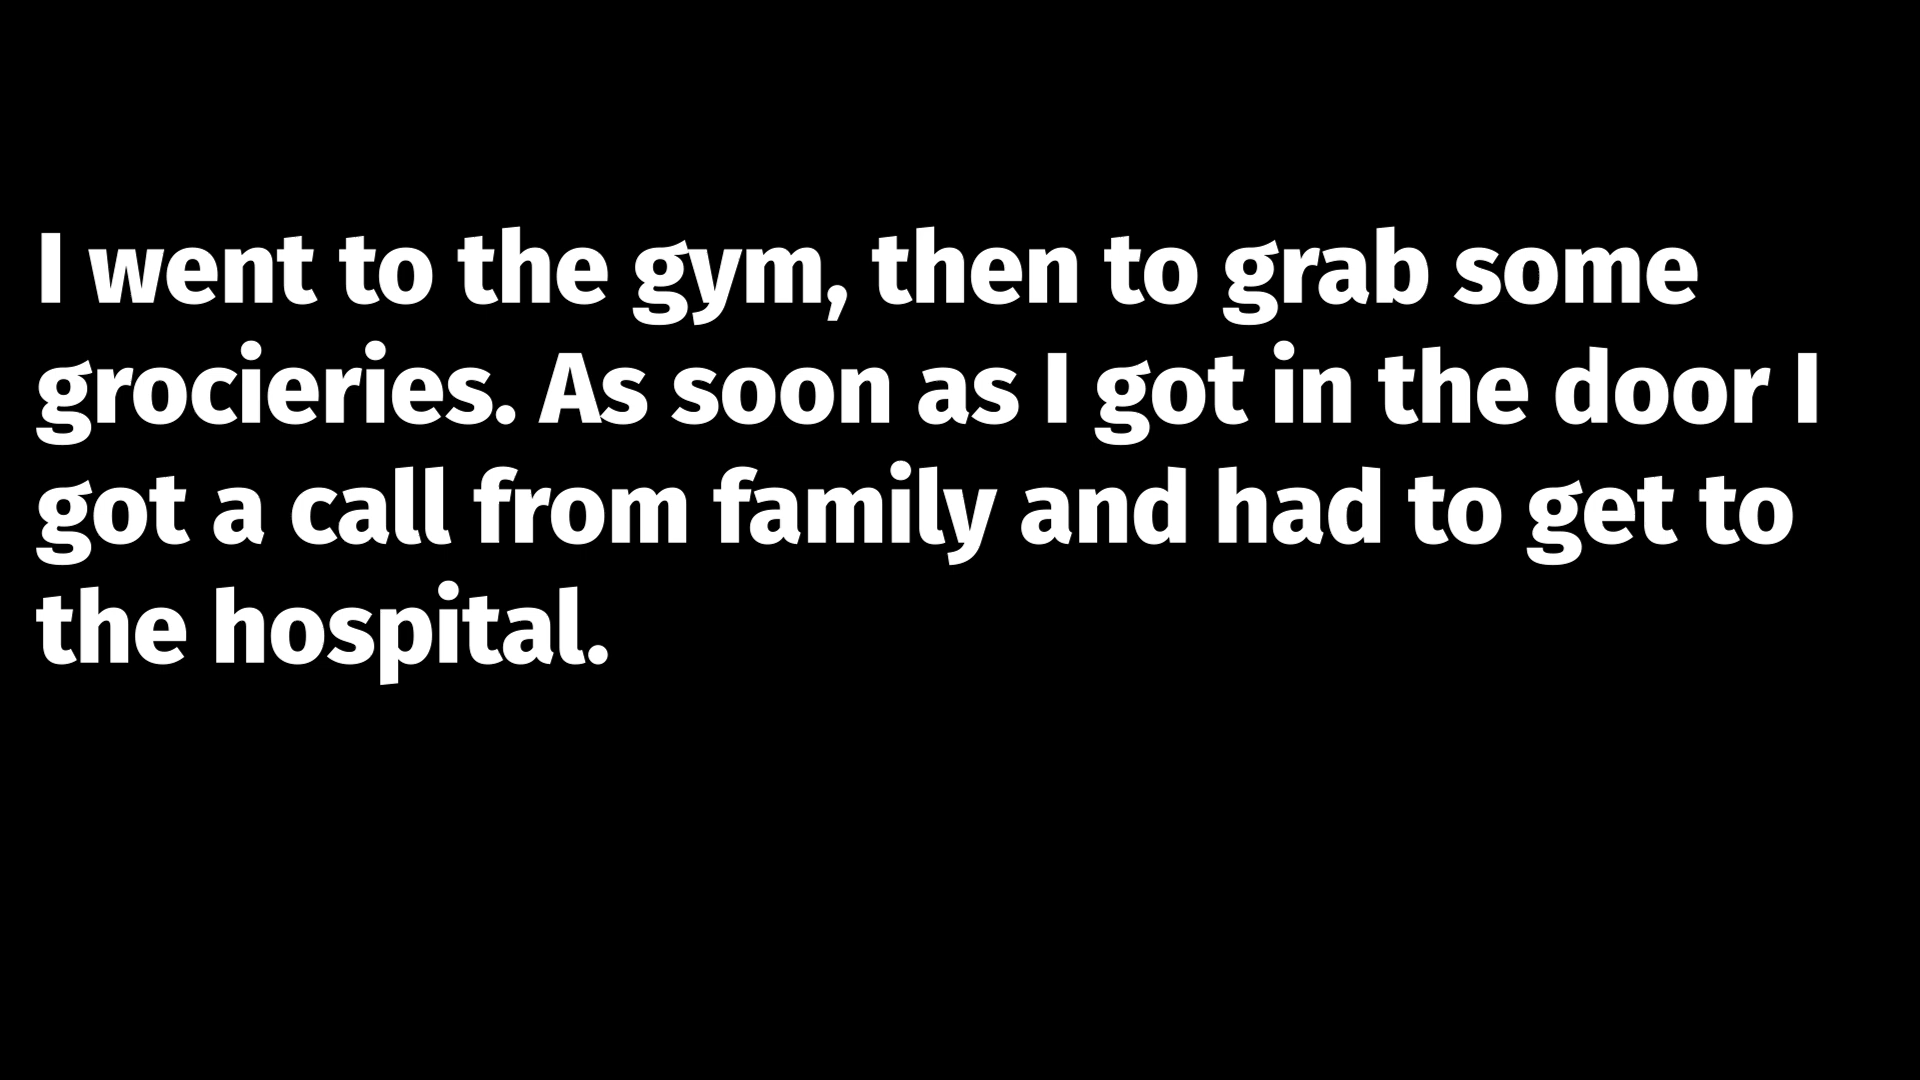 I went to the gym, then to grab some
grocieries. As soon as I got in the door I
got a call from family and had to get to
the hospital.